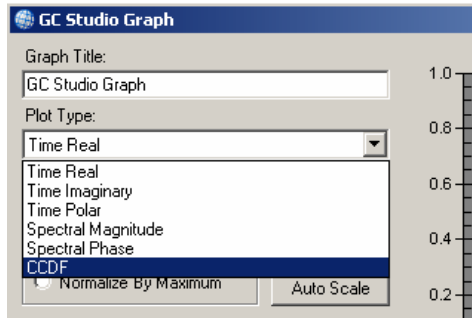 GC Studio Graph
Graph Title:
GC Studio Graph
Plot Type:
Time Real
Time Real
Time Imaginary
Time Polar
Spectral Magnitude
Spectral Phase
CCDF
Normalize By Maximum
Auto Scale
1.0
0.8
0.6
0.4
0.2